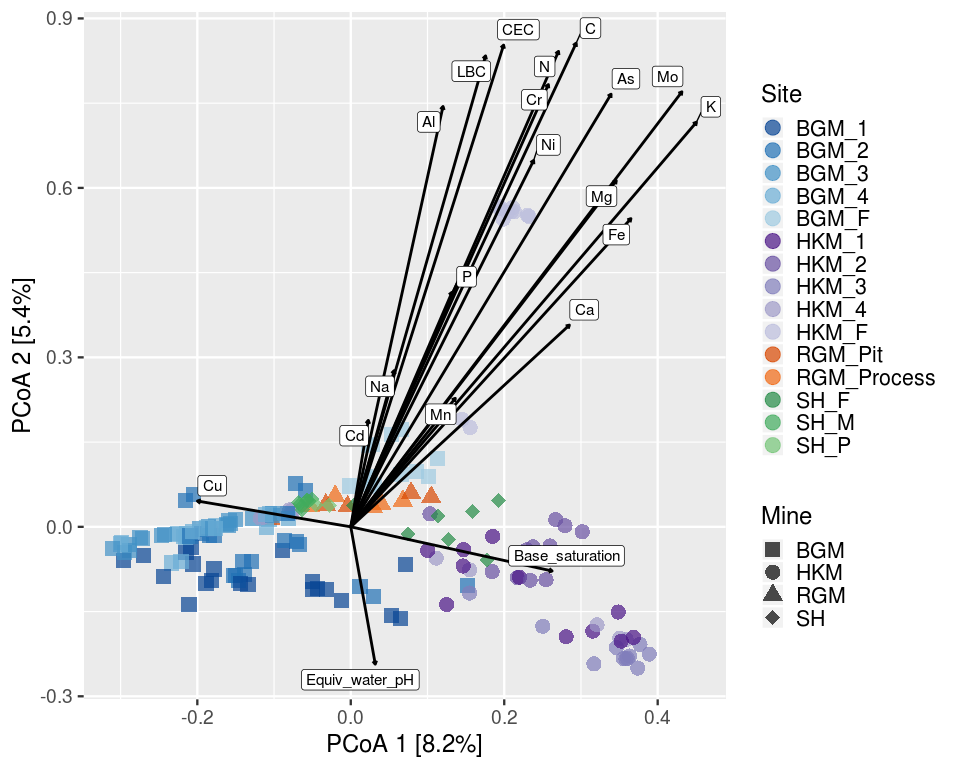 0.9
0.6
0.3
0.0
-0.3
PCoA 2 [5.4%]
CEC
C
LBC
N
As
Mo
Cr
K
Al
Ni
Mg
Fe
P
Ca
Na
Mn
Cd
Cu
Base_saturation
Equiv_water_pH
-0.2
0.0
0.2
0.4
PCoA 1 [8.2%]
Site
BGM_1
BGM_2
BGM_3
BGM_4
BGM_F
HKM_1
HKM_2
HKM_3
HKM_4
HKM_F
RGM_Pit
RGM_Process
SH_F
SH_M
SH_P
Mine
BGM
HKM
RGM
SH